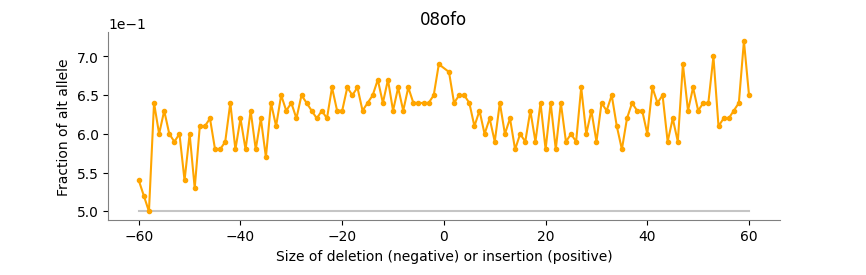 08ofo
1e−1
7.0
6.5
6.0
5.5
5.0
Fraction of alt allele
−60 −40 −20 0 20 40 60
Size of deletion (negative) or insertion (positive)